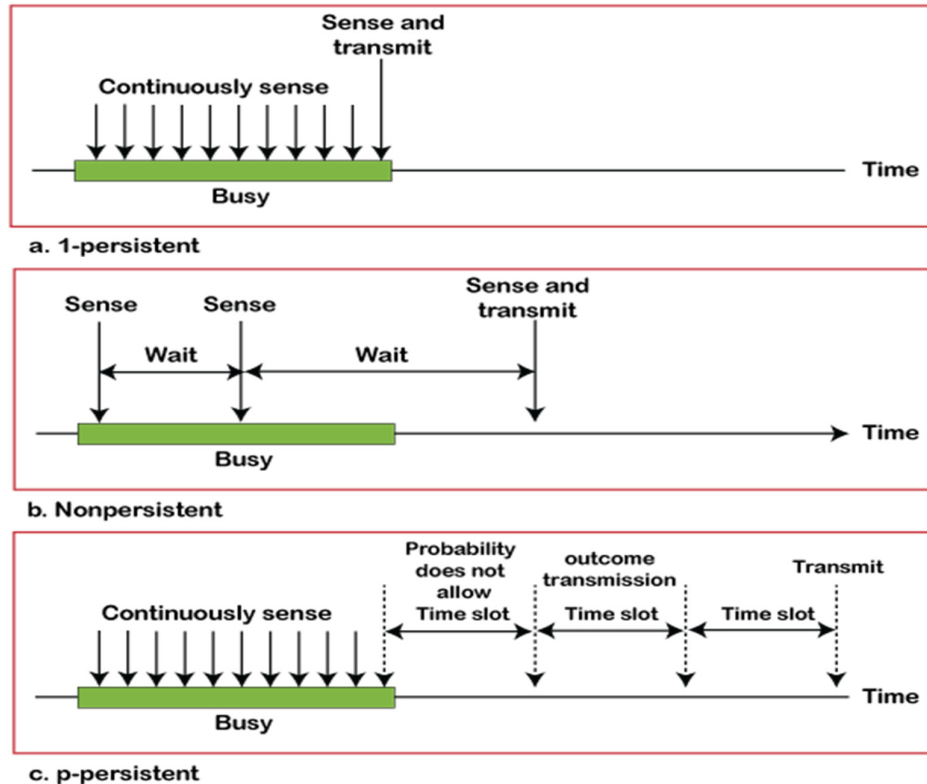 Sense and
transmit
Continuously sense
Time
Busy
a. 1-persistent
Sense and
transmit
Sense
Sense
Wait
Wait
Time
Busy
b. Nonpersistent
Probability
does not
allow
outcome
transmission
Transmit
Continuously sense
Time slot
Time slot
Time slot
Time
Busy
c. p-persistent